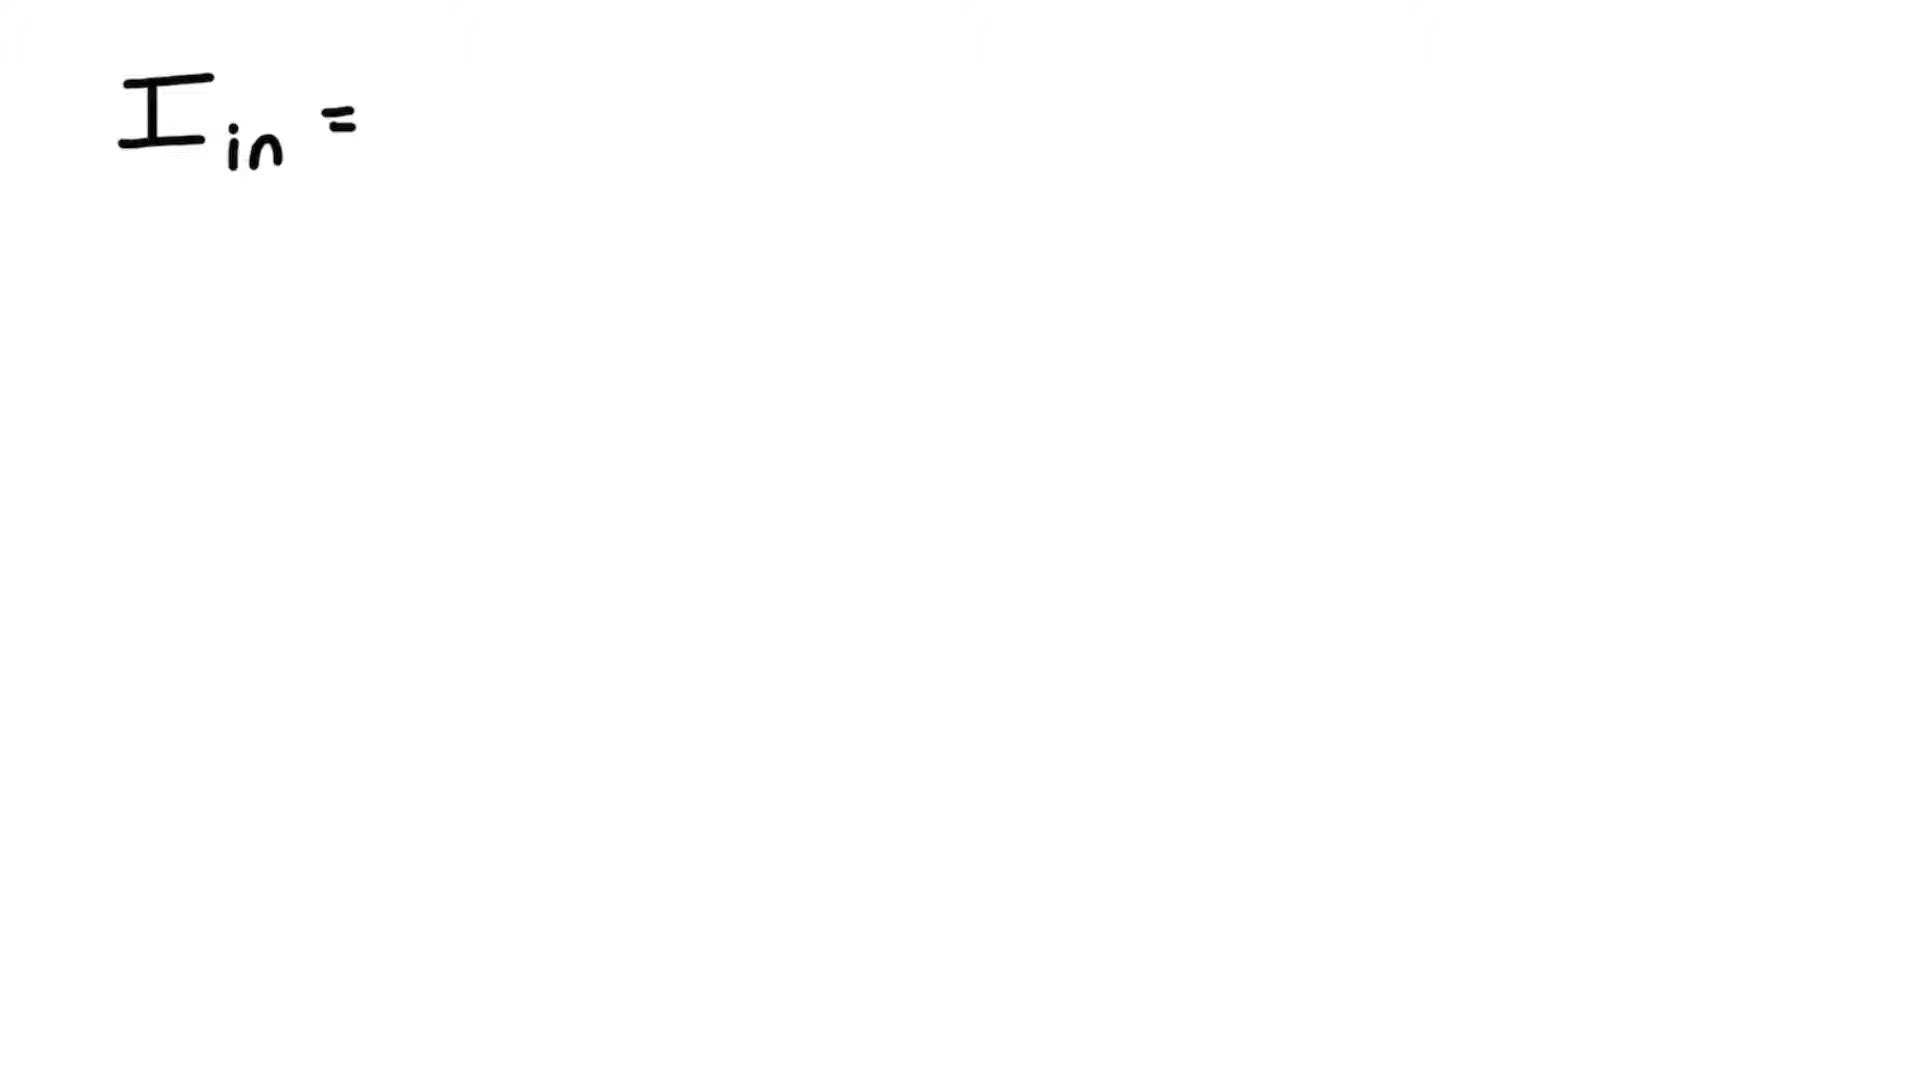 I_in =